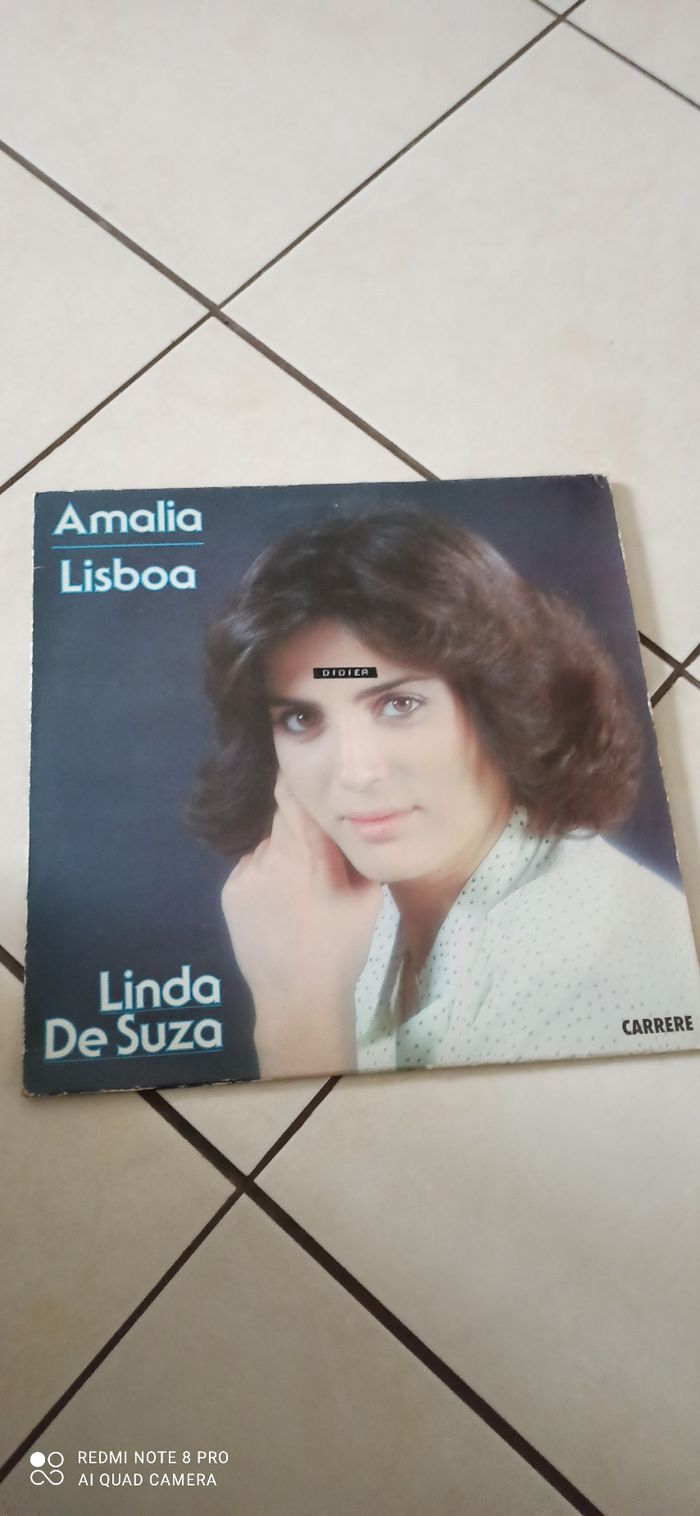 Amalia
Lisboa
DIDIER
Linda
De Suza
CARRERE
REDMI NOTE 8 PRO
AI QUAD CAMERA